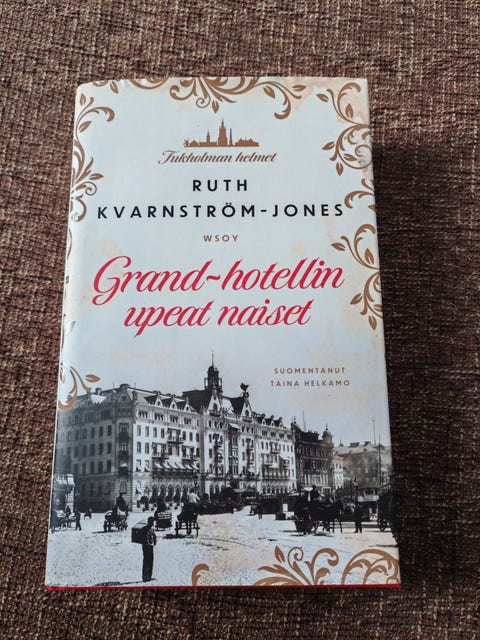 Tukholman helmet
RUTH
KVARNSTRÖM-JONES
WSOY
Grand-hotellin
upeat naiset
SUOMENTANUT
TAINA HELKAMO